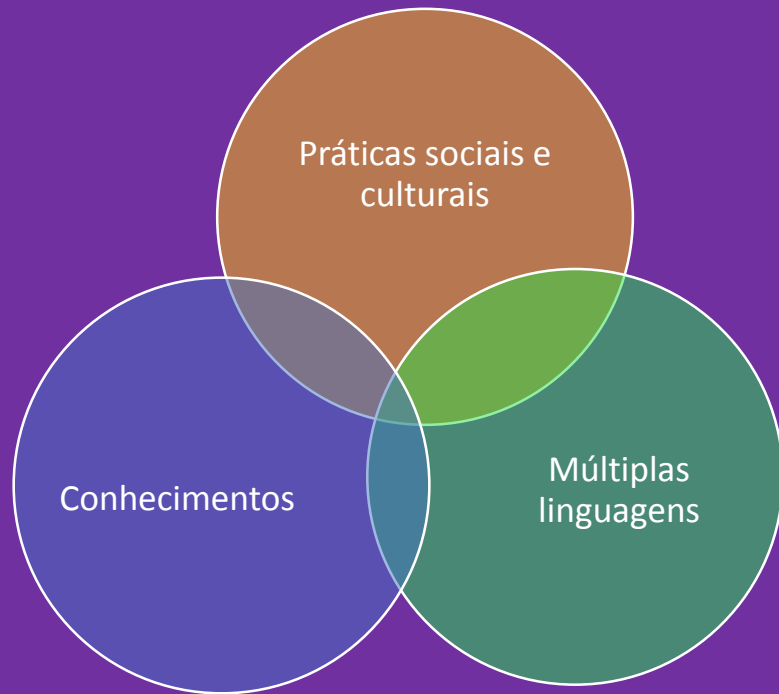 Práticas sociais e
culturais
Conhecimentos
Múltiplas
linguagens